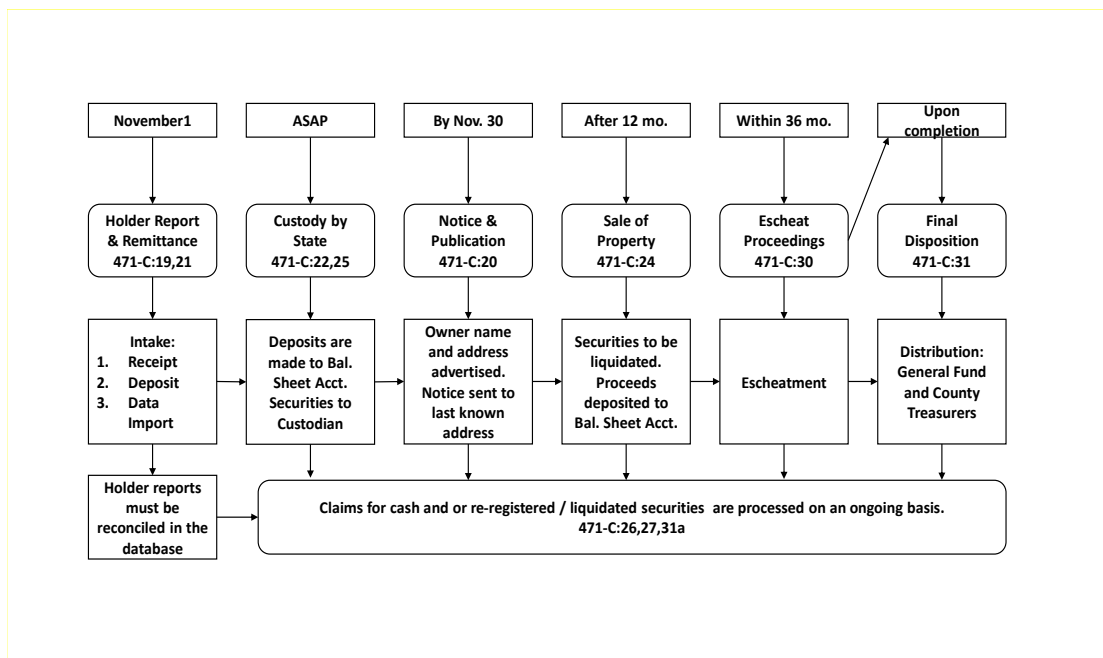 November1
ASAP
By Nov. 30
After 12 mo.
Within 36 mo.
Upon
completion
Holder Report
& Remittance
471-C:19,21
Custody by
State
471-C:22,25
Notice &
Publication
471-C:20
Sale of
Property
471-C:24
Escheat
Proceedings
471-C:30
Final
Disposition
471-C:31
Intake:
1. Receipt
2. Deposit
3. Data
Import
Deposits are
made to Bal.
Sheet Acct.
Securities to
Custodian
Owner name
and address
advertised.
Notice sent to
last known
address
Securities to be
liquidated.
Proceeds
deposited to
Bal. Sheet Acct.
Escheatment
Distribution:
General Fund
and County
Treasurers
Holder reports
must be
reconciled in the
database
Claims for cash and or re-registered / liquidated securities are processed on an ongoing basis.
471-C:26,27,31a